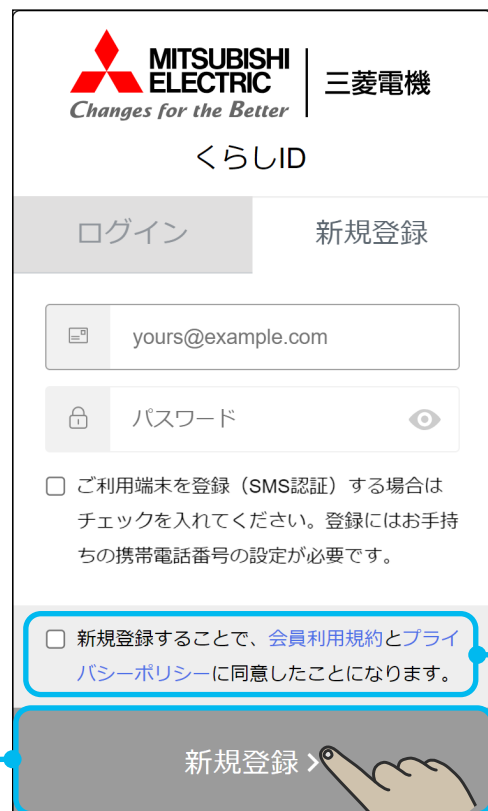 MITSUBISHI
ELECTRIC
Changes for the Better
三菱電機
くらしID
ログイン
新規登録
yours@example.com
パスワード
ご利用端末を登録（SMS認証）する場合は
チェックを入れてください。登録にはお手持
ちの携帯電話番号の設定が必要です。
新規登録することで、会員利用規約とプライ
バシーポリシーに同意したことになります。
新規登録 >